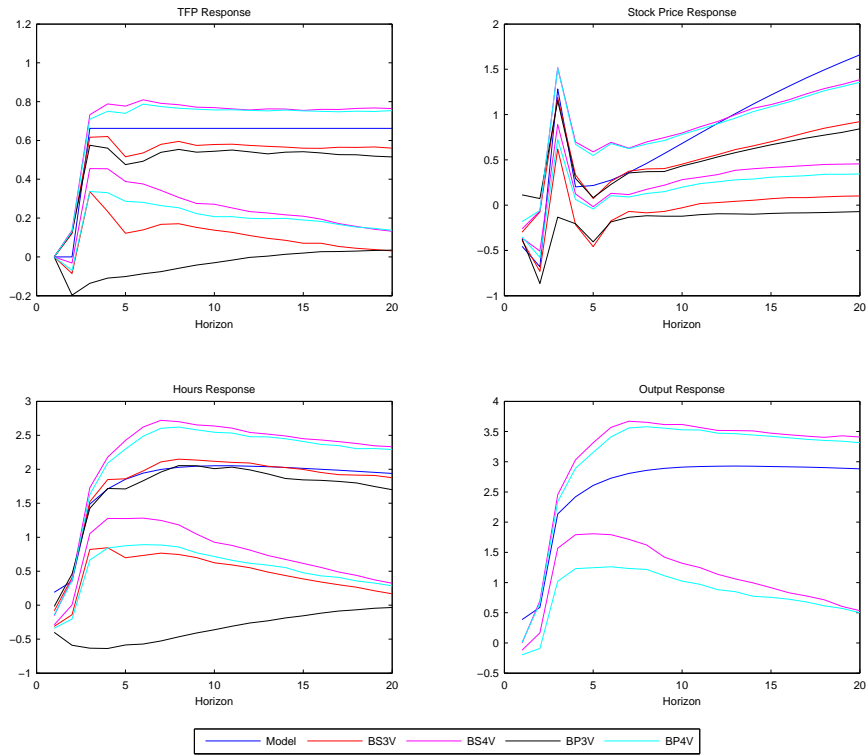 TFP Response
1.2
1
0.8
0.6
0.4
0.2
0
−0.2
0 5 10 15 20
Horizon
Stock Price Response
2
1.5
1
0.5
0
−0.5
−1
0 5 10 15 20
Horizon
Hours Response
3
2.5
2
1.5
1
0.5
0
−0.5
−1
0 5 10 15 20
Horizon
Output Response
4
3.5
3
2.5
2
1.5
1
0.5
0
−0.5
0 5 10 15 20
Horizon
Model BS3V BS4V BP3V BP4V